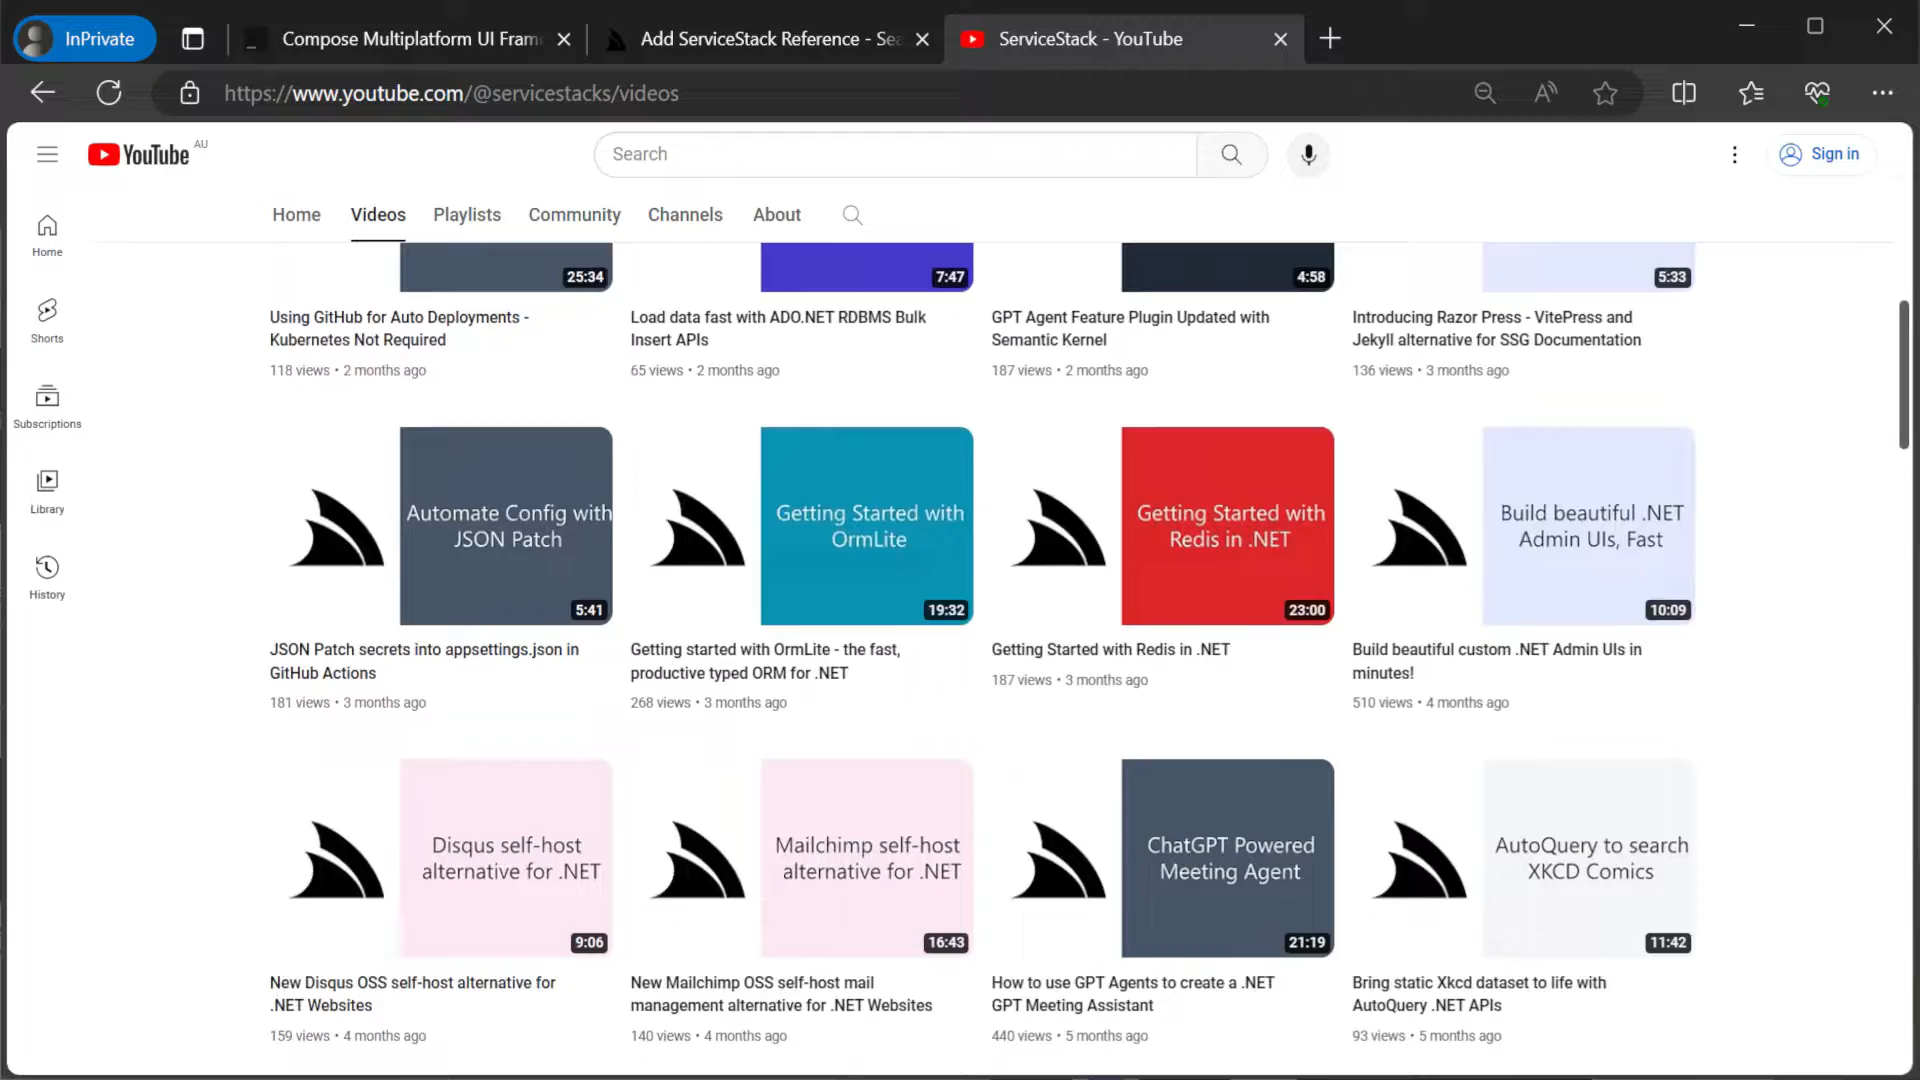 InPrivate
Compose Multiplatform UI Fram
Add ServiceStack Reference - Se
ServiceStack - YouTube
https://www.youtube.com/@servicestacks/videos
YouTube AU
Search
Sign in
Home
Videos
Playlists
Community
Channels
About
Home
Shorts
Subscriptions
Library
History
25:34
7:47
4:58
5:33
Using GitHub for Auto Deployments -
Kubernetes Not Required
118 views • 2 months ago
Load data fast with ADO.NET RDBMS Bulk
Insert APIs
65 views • 2 months ago
GPT Agent Feature Plugin Updated with
Semantic Kernel
187 views • 2 months ago
Introducing Razor Press - VitePress and
Jekyll alternative for SSG Documentation
136 views • 3 months ago
Automate Config with
JSON Patch
5:41
Getting Started with
OrmLite
19:32
Getting Started with
Redis in .NET
23:00
Build beautiful .NET
Admin UIs, Fast
10:09
JSON Patch secrets into appsettings.json in
GitHub Actions
181 views • 3 months ago
Getting started with OrmLite - the fast,
productive typed ORM for .NET
268 views • 3 months ago
Getting Started with Redis in .NET
187 views • 3 months ago
Build beautiful custom .NET Admin UIs in
minutes!
510 views • 4 months ago
Disqus self-host
alternative for .NET
9:06
Mailchimp self-host
alternative for .NET
16:43
ChatGPT Powered
Meeting Agent
21:19
AutoQuery to search
XKCD Comics
11:42
New Disqus OSS self-host alternative for
.NET Websites
159 views • 4 months ago
New Mailchimp OSS self-host mail
management alternative for .NET Websites
140 views • 4 months ago
How to use GPT Agents to create a .NET
GPT Meeting Assistant
440 views • 5 months ago
Bring static Xkcd dataset to life with
AutoQuery .NET APIs
93 views • 5 months ago